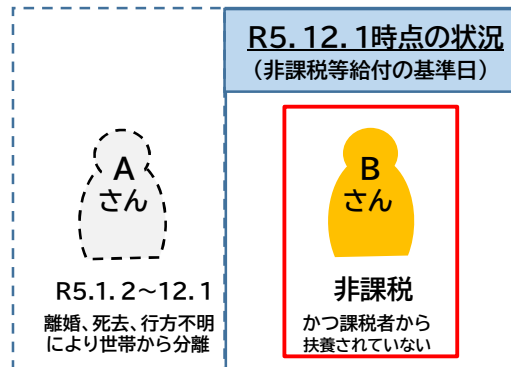 R5.12.1時点の状況
（非課税等給付の基準日）
A
さん
B
さん
R5.1.2～12.1
離婚、死去、行方不明
により世帯から分離
非課税
かつ課税者から
扶養されていない